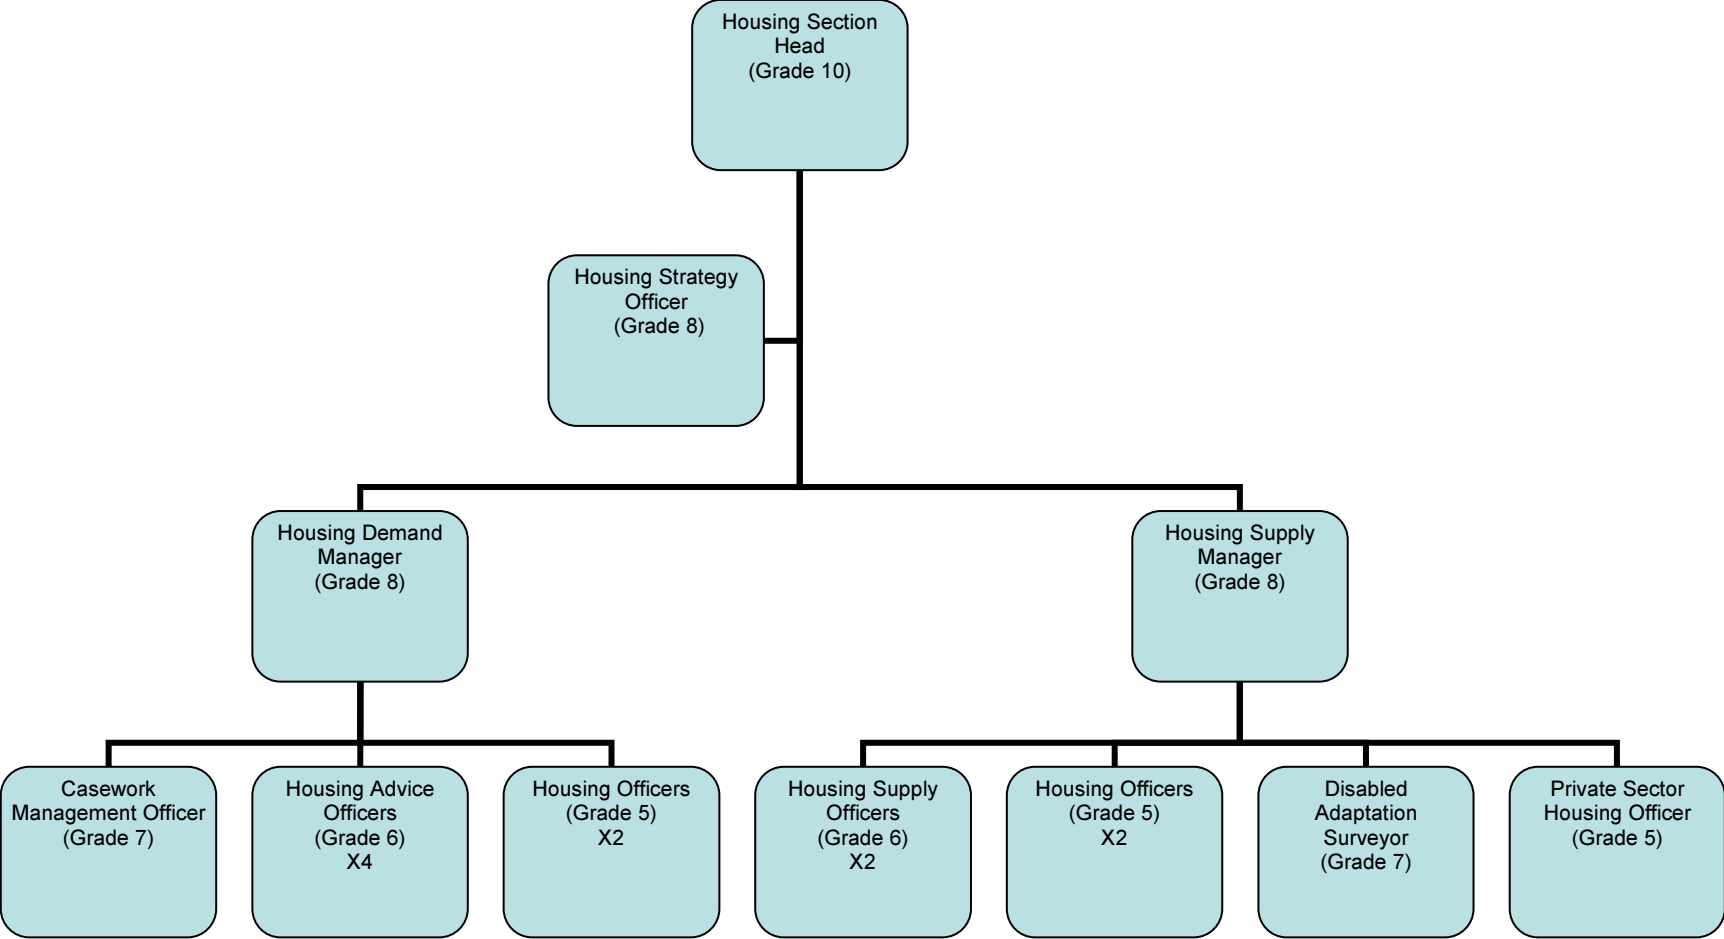 Housing Section
Head
(Grade 10)
Housing Strategy
Officer
(Grade 8)
Housing Demand
Manager
(Grade 8)
Housing Supply
Manager
(Grade 8)
Casework
Management Officer
(Grade 7)
Housing Advice
Officers
(Grade 6)
X4
Housing Officers
(Grade 5)
X2
Housing Supply
Officers
(Grade 6)
X2
Housing Officers
(Grade 5)
X2
Disabled
Adaptation
Surveyor
(Grade 7)
Private Sector
Housing Officer
(Grade 5)